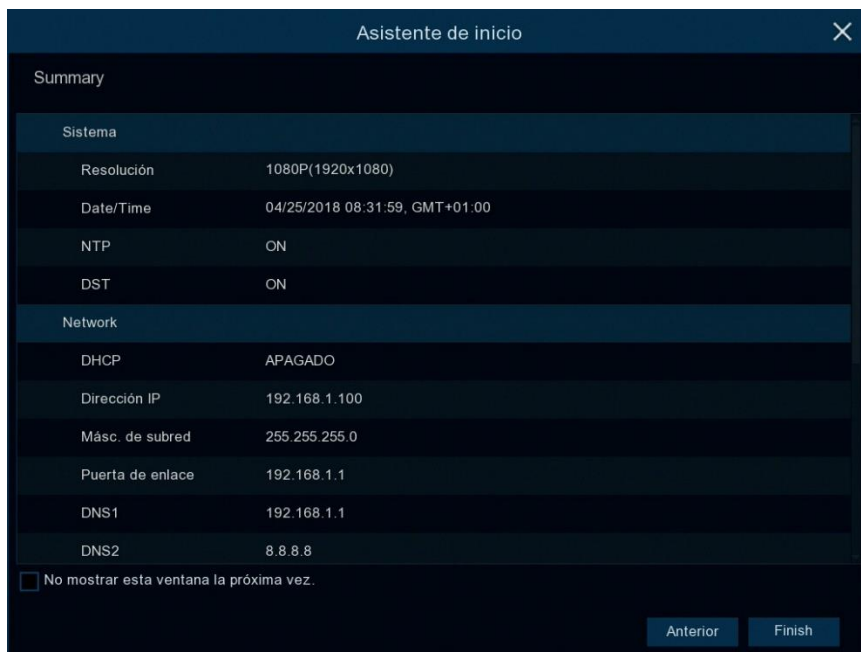 Asistente de inicio
Summary
Sistema
Resolución 1080P(1920x1080)
Date/Time 04/25/2018 08:31:59, GMT+01:00
NTP ON
DST ON
Network
DHCP APAGADO
Dirección IP 192.168.1.100
Másc. de subred 255.255.255.0
Puerta de enlace 192.168.1.1
DNS1 192.168.1.1
DNS2 8.8.8.8
No mostrar esta ventana la próxima vez.
Anterior Finish